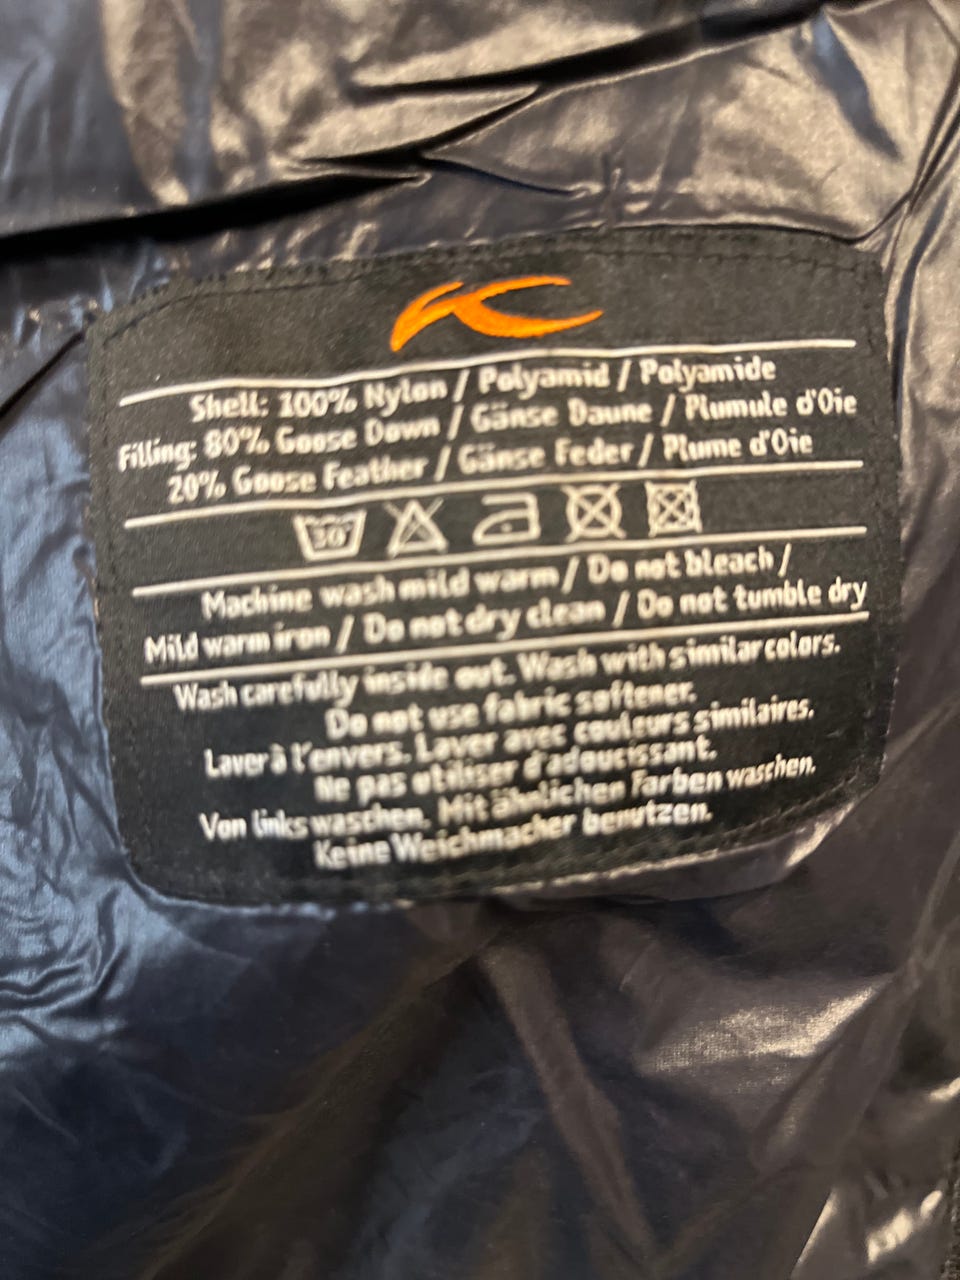 Shell: 100% Nylon / Polyamid / Polyamide
Filling: 80% Goose Down / Gänse Daune / Plumule d'Oie
20% Goose Feather / Gänse Feder / Plume d'Oie
30°
Machine wash mild warm / Do not bleach /
Mild warm iron / Do not dry clean / Do not tumble dry
Wash carefully inside out. Wash with similar colors.
Do not use fabric softener.
Laver à l'envers. Laver avec couleurs similaires.
Ne pas utiliser d'adoucissant.
Von links waschen. Mit ähnlichen Farben waschen.
Keine Weichmacher benutzen.